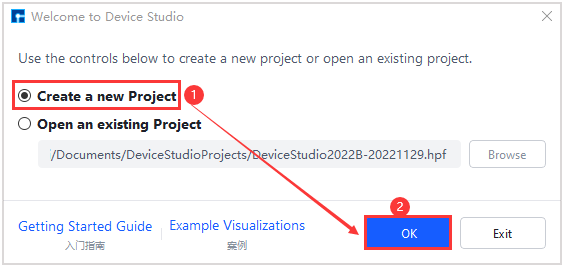 Welcome to Device Studio
Use the controls below to create a new project or open an existing project.
Create a new Project
1
Open an existing Project
/Documents/DeviceStudioProjects/DeviceStudio2022B-20221129.hpf
Browse
2
Getting Started Guide
Example Visualizations
OK
Exit
入门指南
案例